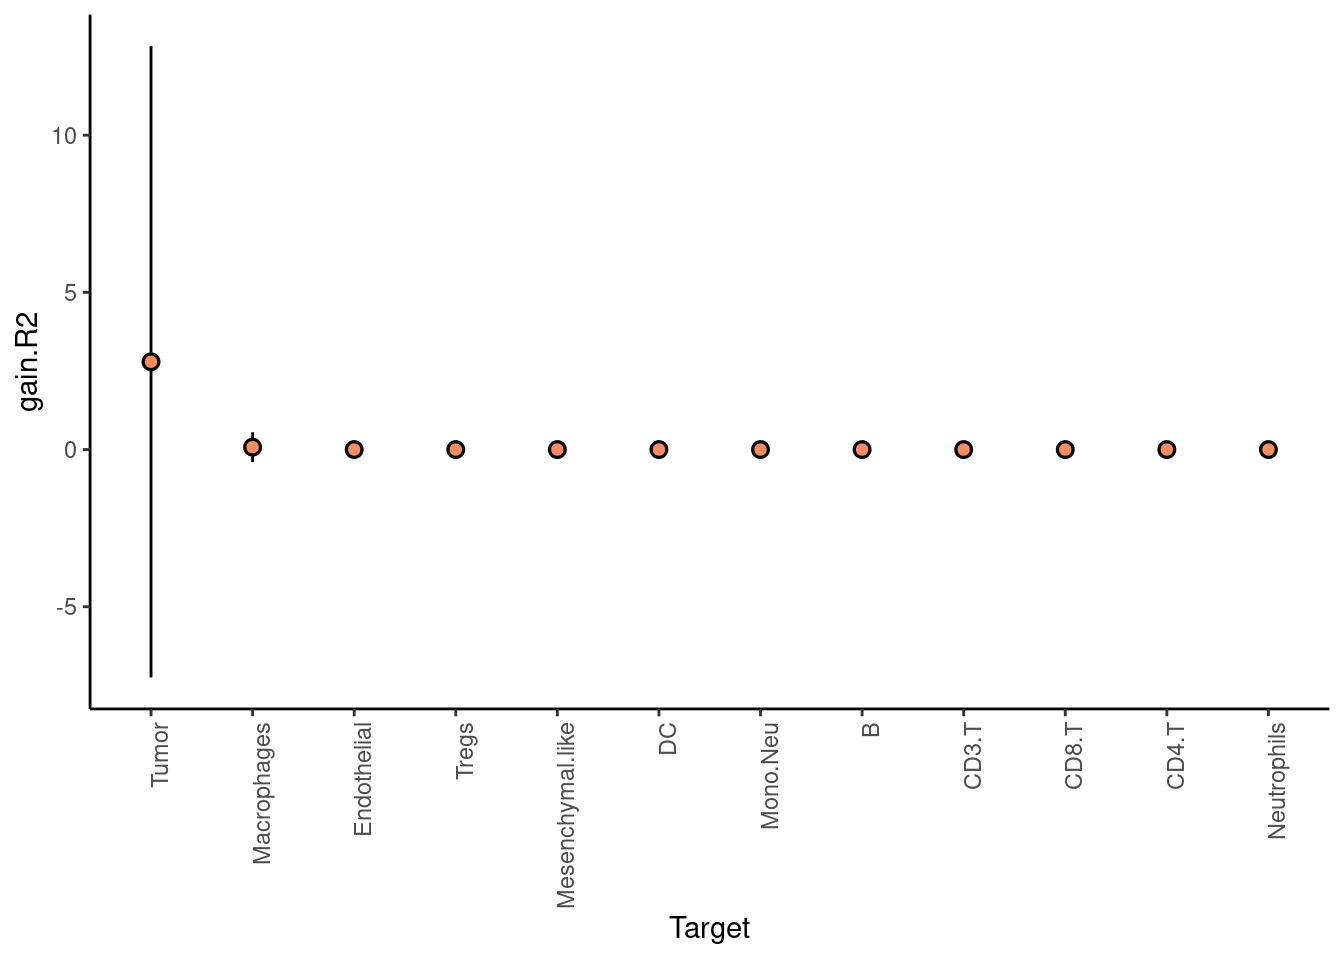 gain.R2
10
5
0
-5
Tumor
Macrophages
Endothelial
Tregs
Mesenchymal.like
DC
Mono.Neu
B
CD3.T
CD8.T
CD4.T
Neutrophils
Target